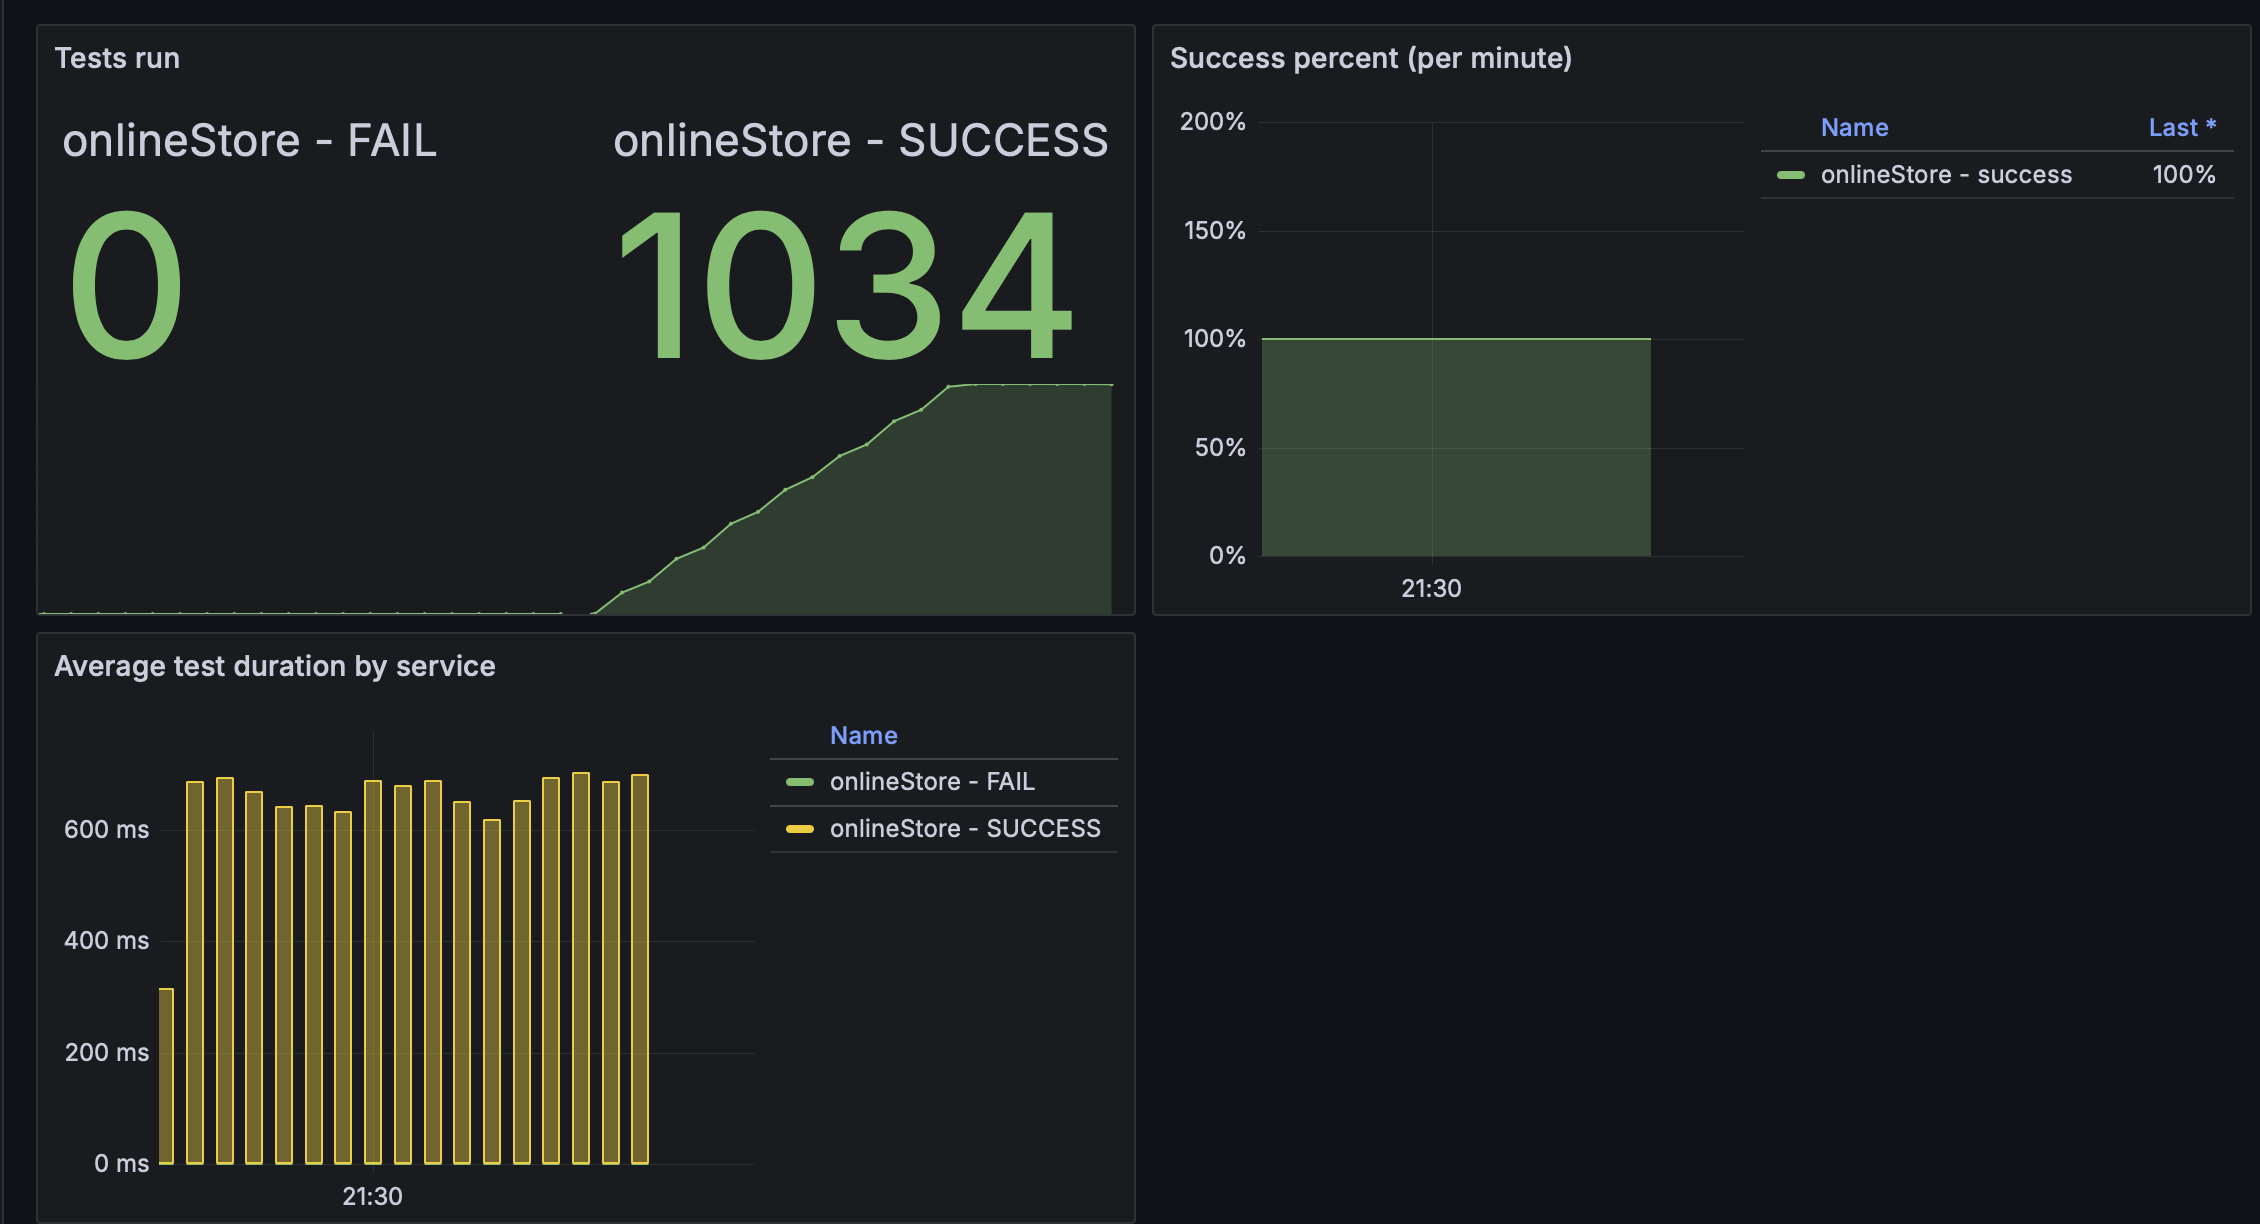 Tests run
onlineStore - FAIL
onlineStore - SUCCESS
0
1034
Success percent (per minute)
200%
150%
100%
50%
0%
21:30
Name Last *
onlineStore - success 100%
Average test duration by service
600 ms
400 ms
200 ms
0 ms
21:30
Name
onlineStore - FAIL
onlineStore - SUCCESS